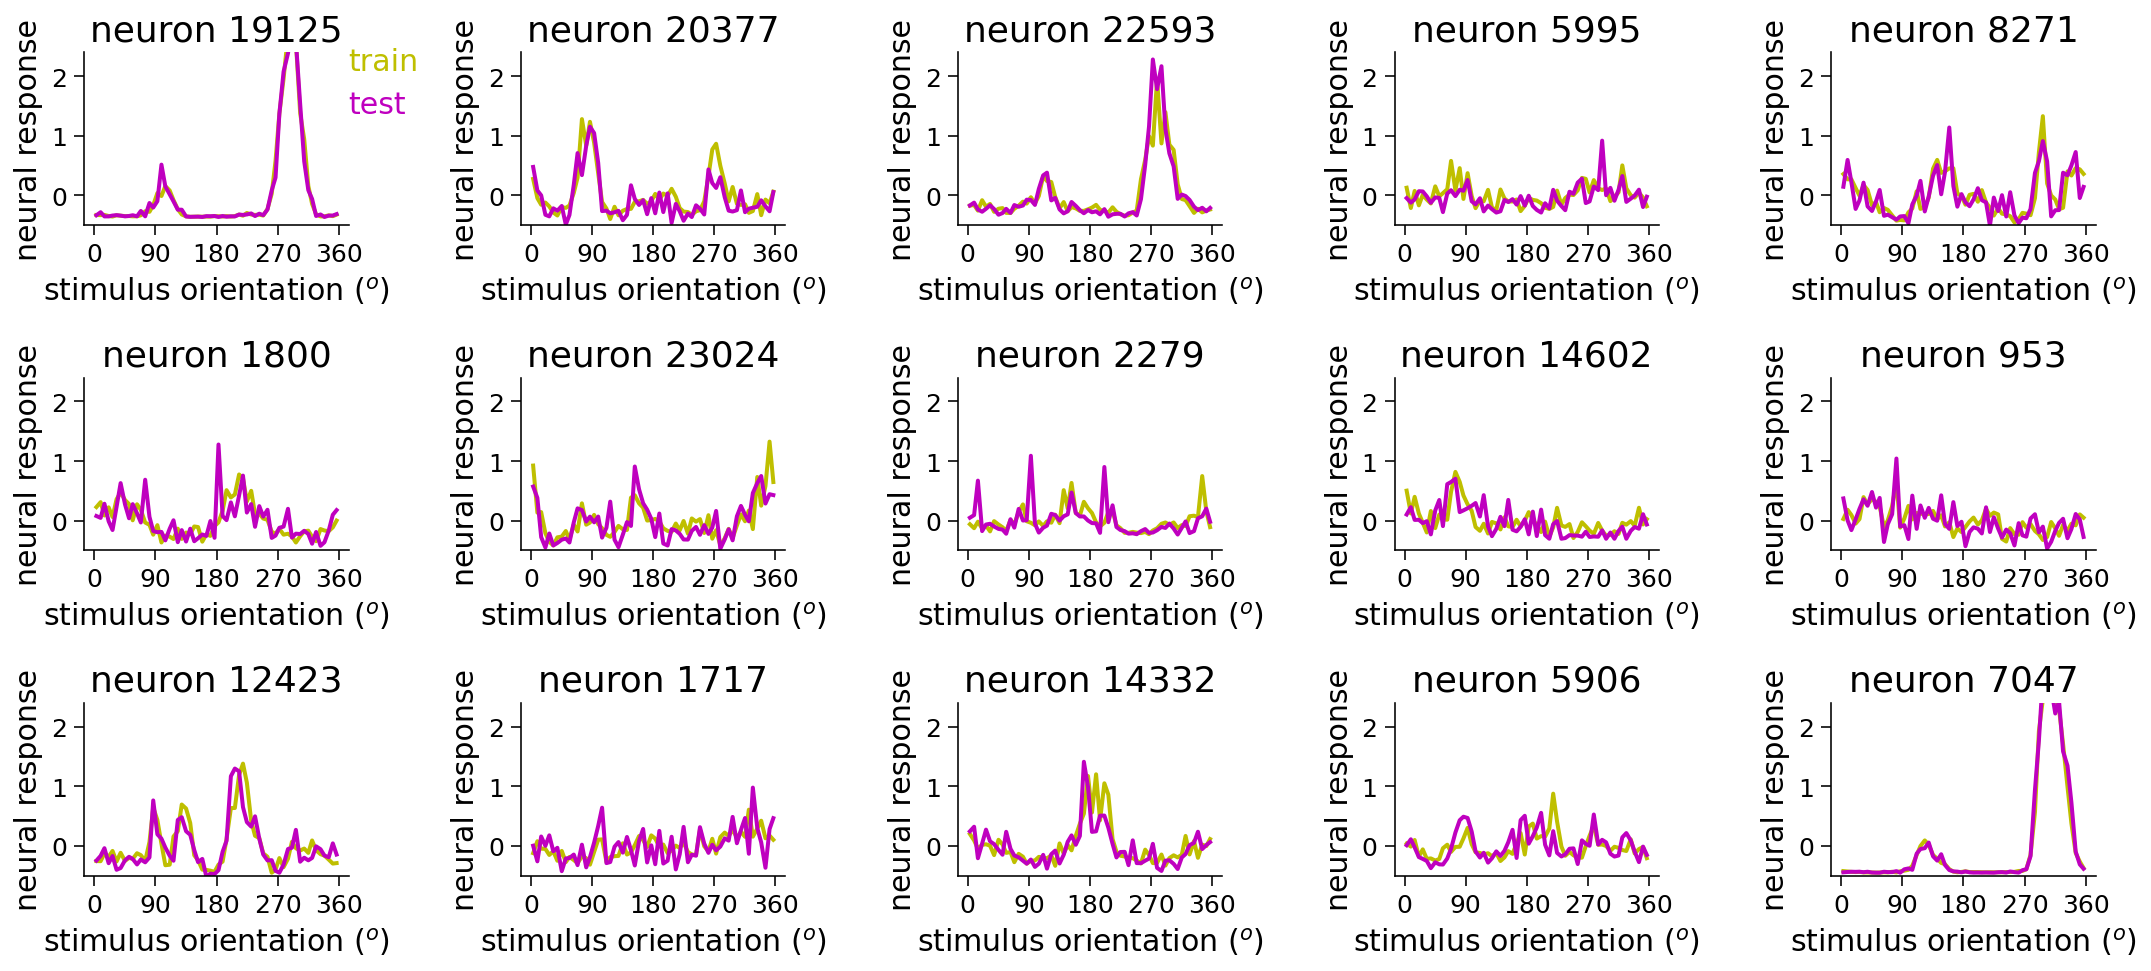 neuron 19125
neuron 20377
neuron 22593
neuron 5995
neuron 8271
train
test
neural response
2
1
0
0 90 180 270 360
stimulus orientation (o)
neural response
2
1
0
0 90 180 270 360
stimulus orientation (o)
neural response
2
1
0
0 90 180 270 360
stimulus orientation (o)
neural response
2
1
0
0 90 180 270 360
stimulus orientation (o)
neural response
2
1
0
0 90 180 270 360
stimulus orientation (o)
neuron 1800
neuron 23024
neuron 2279
neuron 14602
neuron 953
neural response
2
1
0
0 90 180 270 360
stimulus orientation (o)
neural response
2
1
0
0 90 180 270 360
stimulus orientation (o)
neural response
2
1
0
0 90 180 270 360
stimulus orientation (o)
neural response
2
1
0
0 90 180 270 360
stimulus orientation (o)
neural response
2
1
0
0 90 180 270 360
stimulus orientation (o)
neuron 12423
neuron 1717
neuron 14332
neuron 5906
neuron 7047
neural response
2
1
0
0 90 180 270 360
stimulus orientation (o)
neural response
2
1
0
0 90 180 270 360
stimulus orientation (o)
neural response
2
1
0
0 90 180 270 360
stimulus orientation (o)
neural response
2
1
0
0 90 180 270 360
stimulus orientation (o)
neural response
2
1
0
0 90 180 270 360
stimulus orientation (o)